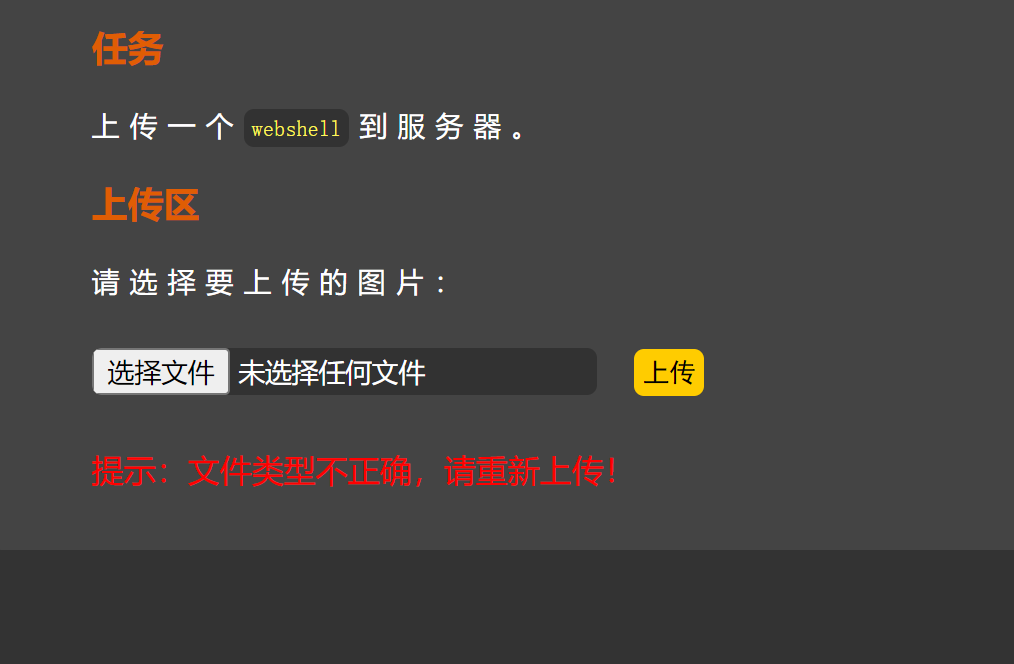 任务
上传一个 webshell 到服务器。
上传区
请选择要上传的图片：
选择文件 未选择任何文件 上传
提示：文件类型不正确，请重新上传！